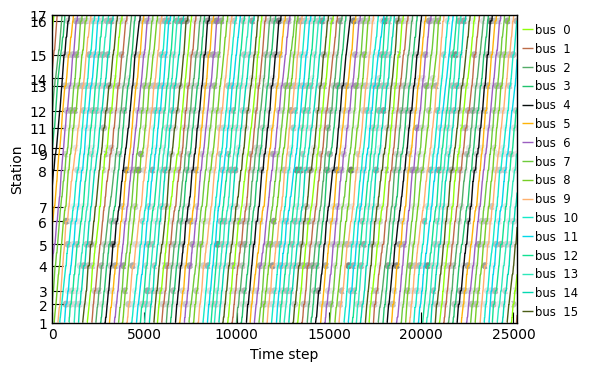 17
16
15
14
13
12
11
10
9
8
7
6
5
4
3
2
1
Station
0 5000 10000 15000 20000 25000
Time step
bus 0
bus 1
bus 2
bus 3
bus 4
bus 5
bus 6
bus 7
bus 8
bus 9
bus 10
bus 11
bus 12
bus 13
bus 14
bus 15